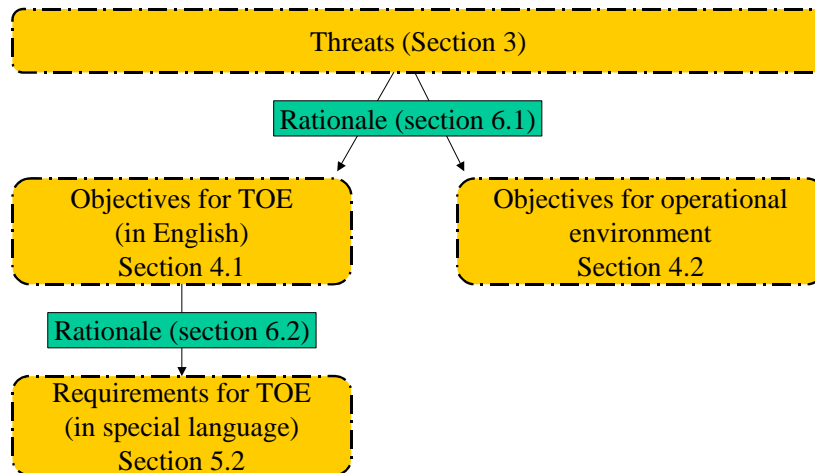 Threats (Section 3)
Rationale (section 6.1)
Objectives for TOE
(in English)
Section 4.1
Objectives for operational
environment
Section 4.2
Rationale (section 6.2)
Requirements for TOE
(in special language)
Section 5.2